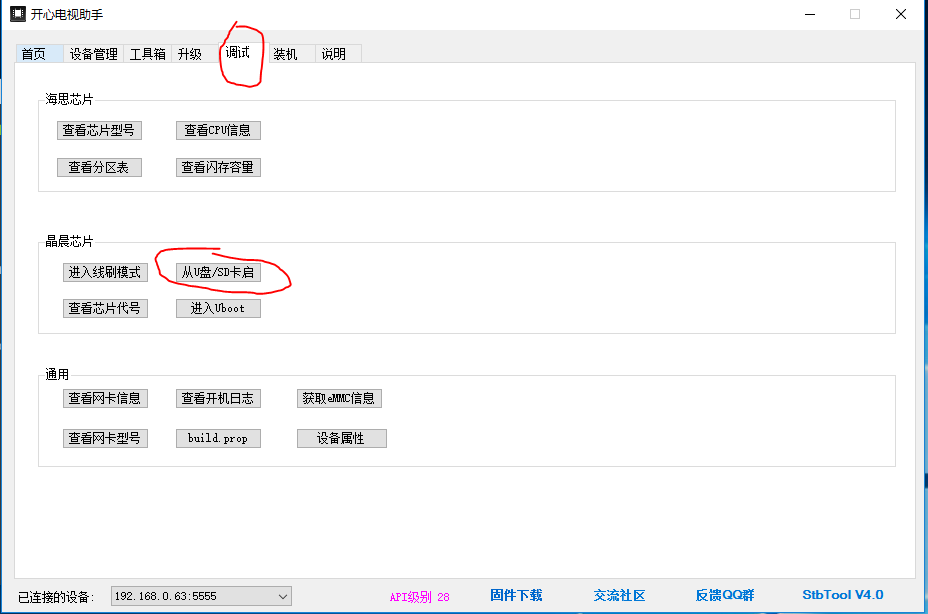 开心电视助手
首页 设备管理 工具箱 升级 调试 装机 说明
海思芯片
查看芯片型号 查看CPU信息
查看分区表 查看闪存容量
晶晨芯片
进入线刷模式 从U盘/SD卡启
查看芯片代号 进入Uboot
通用
查看网卡信息 查看开机日志 获取eMMC信息
查看网卡型号 build.prop 设备属性
已连接的设备: 192.168.0.63:5555 API级别 28 固件下载 交流社区 反馈QQ群 StbTool V4.0